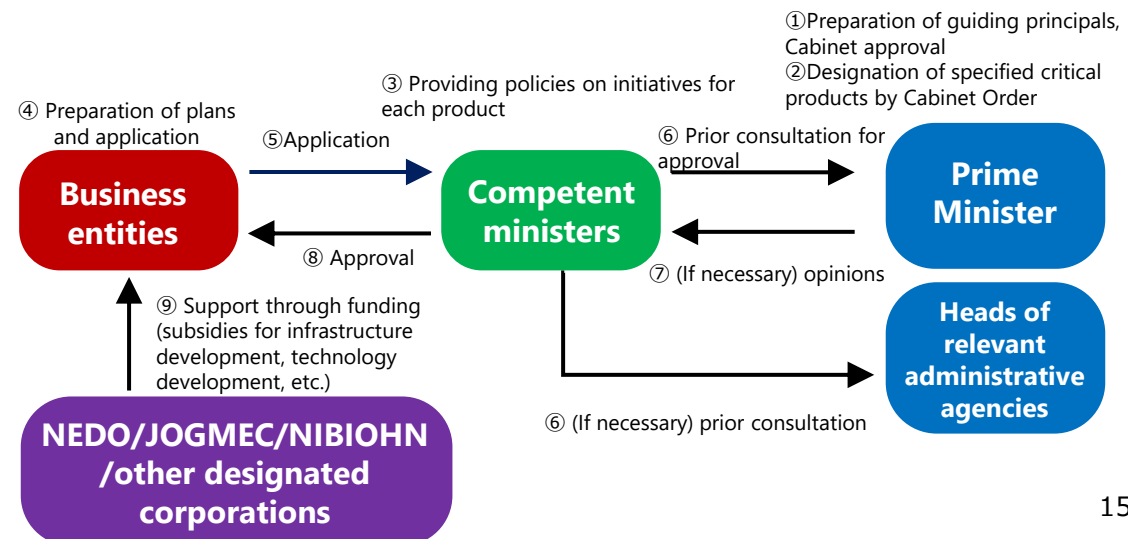 ①Preparation of guiding principals,
Cabinet approval
②Designation of specified critical
products by Cabinet Order
③ Providing policies on initiatives for
each product
④ Preparation of plans
and application
⑤Application
⑥ Prior consultation for
approval
Business
entities
Competent
ministers
Prime
Minister
⑧ Approval
⑦ (If necessary) opinions
⑨ Support through funding
(subsidies for infrastructure
development, technology
development, etc.)
Heads of
relevant
administrative
agencies
⑥ (If necessary) prior consultation
NEDO/JOGMEC/NIBIOHN
/other designated
corporations
15